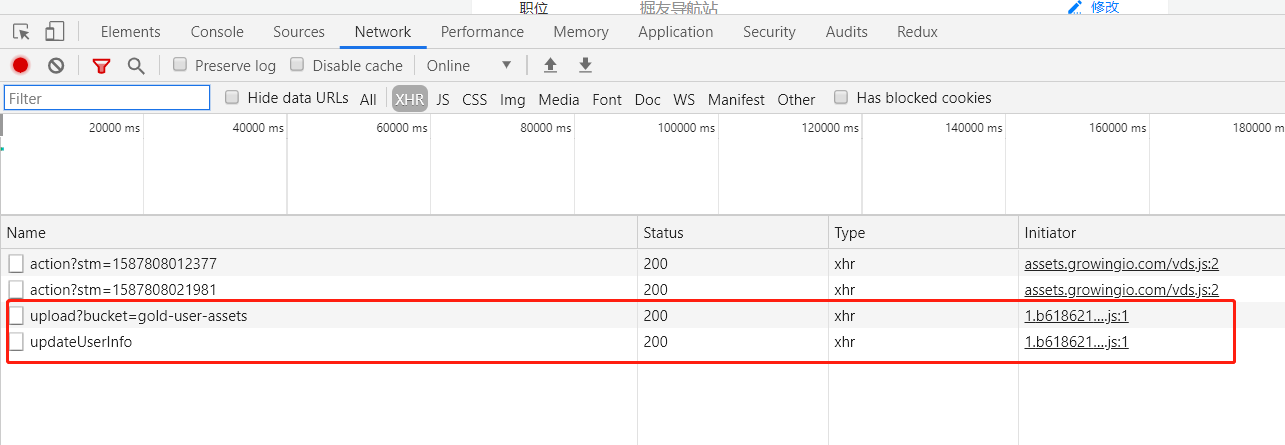 职位 掘友导航站 修改
Elements Console Sources Network Performance Memory Application Security Audits Redux
Preserve log Disable cache Online
Filter Hide data URLs All XHR JS CSS Img Media Font Doc WS Manifest Other Has blocked cookies
20000 ms 40000 ms 60000 ms 80000 ms 100000 ms 120000 ms 140000 ms 160000 ms 180000 m
Name Status Type Initiator
action?stm=1587808012377 200 xhr assets.growingio.com/vds.js:2
action?stm=1587808021981 200 xhr assets.growingio.com/vds.js:2
upload?bucket=gold-user-assets 200 xhr 1.b618621....js:1
updateUserInfo 200 xhr 1.b618621....js:1